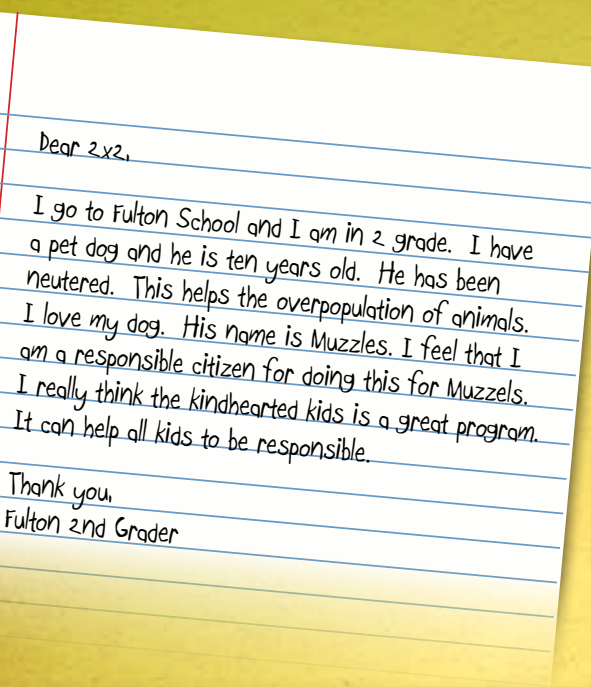 Dear 2x2,
I go to Fulton School and I am in 2 grade. I have
a pet dog and he is ten years old. He has been
neutered. This helps the overpopulation of animals.
I love my dog. His name is Muzzles. I feel that I
am a responsible citizen for doing this for Muzzels.
I really think the kindhearted kids is a great program.
It can help all kids to be responsible.
Thank you,
Fulton 2nd Grader